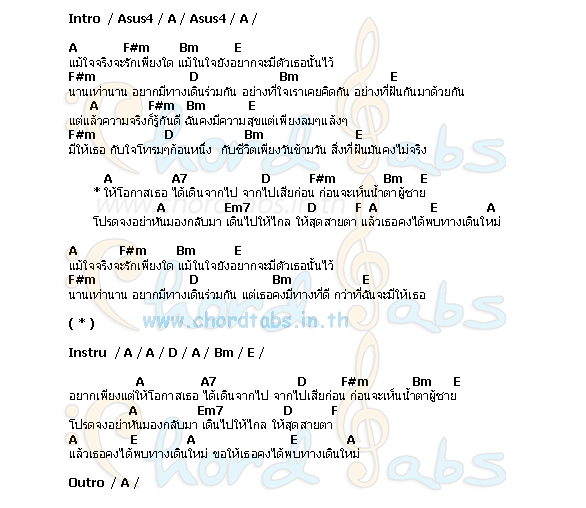 Intro / Asus4 / A / Asus4 / A /
A F#m Bm E
แม้ใจจริงจะรักเพียงใด แม้ในใจยังอยากจะมีตัวเธอนั้นไว้
F#m D Bm E
นานเท่านาน อยากมีทางเดินร่วมกัน อย่างที่ใจเราเคยคิดกัน อย่างที่ฝันกันมาด้วยกัน
A F#m Bm E
แต่แล้วความจริงก็รู้กันดี ฉันคงมีความสุขแต่เพียงลมๆแล้งๆ
F#m D Bm E
มีให้เธอ กับใจโทรมๆก้อนหนึ่ง กับชีวิตเพียงวันข้ามวัน สิ่งที่ฝันมันคงไม่จริง
A A7 D F#m Bm E
* ให้โอกาสเธอ ได้เดินจากไป จากไปเสียก่อน ก่อนจะเห็นน้ำตาผู้ชาย
www.chordtabs.in.th
A Em7 D F A E A
โปรดจงอย่าหันมองกลับมา เดินไปให้ไกล ให้สุดสายตา แล้วเธอคงได้พบทางเดินใหม่
A F#m Bm E
แม้ใจจริงจะรักเพียงใด แม้ในใจยังอยากจะมีตัวเธอนั้นไว้
F#m D Bm E
นานเท่านาน อยากมีทางเดินร่วมกัน แต่เธอคงมีทางที่ดี กว่าที่ฉันจะมีให้เธอ
( * )
www.chordtabs.in.th
Instru / A / A / D / A / Bm / E /
A A7 D F#m Bm E
อยากเพียงแต่ให้โอกาสเธอ ได้เดินจากไป จากไปเสียก่อน ก่อนจะเห็นน้ำตาผู้ชาย
A Em7 D F
โปรดจงอย่าหันมองกลับมา เดินไปให้ไกล ให้สุดสายตา
A E A E A
แล้วเธอคงได้พบทางเดินใหม่ ขอให้เธอคงได้พบทางเดินใหม่
Outro / A /